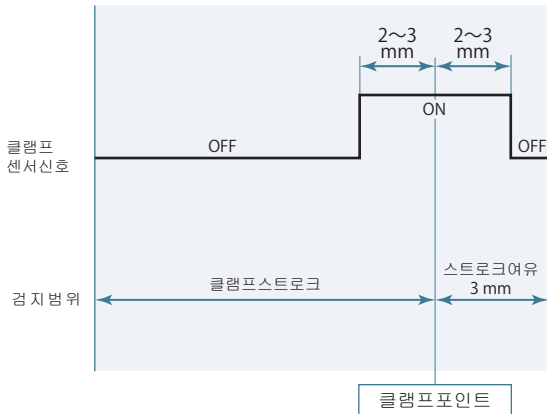 2～3
mm
2～3
mm
ON
클램프
센서신호
OFF
OFF
검지범위
클램프스트로크
스트로크여유
3 mm
클램프포인트